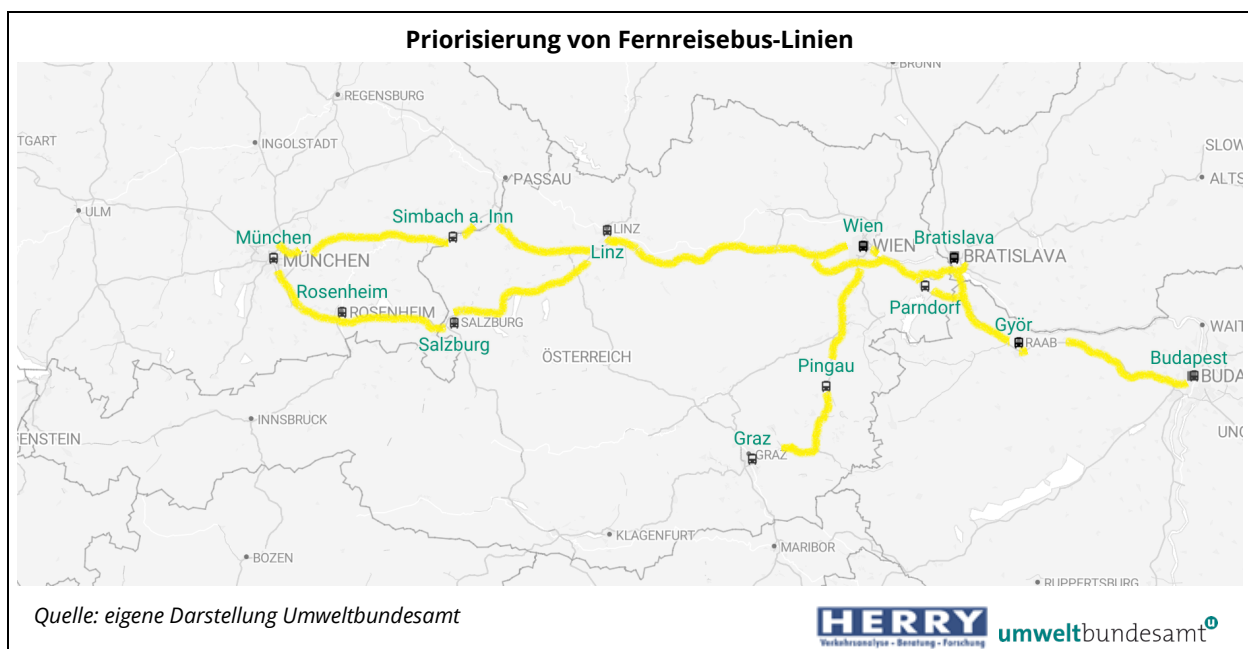 Priorisierung von Fernreisebus-Linien
BRÜNN
REGENSBURG
TGART
INGOLSTADT
SLOW
PASSAU
ALTS
ULM
Simbach a. Inn
LINZ
Wien
München
WIEN
Bratislava
Linz
BRATISLAVA
MÜNCHEN
Rosenheim
Parndorf
ROSENHEIM
SALZBURG
Györ
WAIT
Salzburg
RAAB
ÖSTERREICH
Budapest
Pingau
BUDA
INNSBRUCK
ENSTEIN
Graz
UNG
GRAZ
KLAGENFURT
MARIBOR
BOZEN
RUPPERTSBURG
Quelle: eigene Darstellung Umweltbundesamt
HERRY
Verkehrsanalyse - Beratung - Forschung
umweltbundesamt